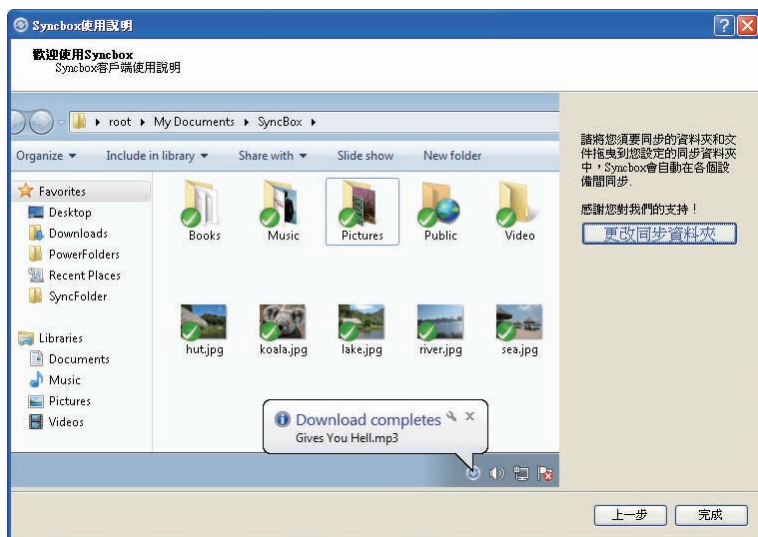 Syncbox使用說明
歡迎使用Syncbox
Syncbox客戶端使用說明
root ▸ My Documents ▸ SyncBox ▸
Organize ▾ Include in library ▾ Share with ▾ Slide show New folder
Favorites
Desktop
Downloads
PowerFolders
Recent Places
SyncFolder
Libraries
Documents
Music
Pictures
Videos
Books Music Pictures Public Video
hut.jpg koala.jpg lake.jpg river.jpg sea.jpg
Download completes
Gives You Hell.mp3
請將您須要同步的資料夾和文
件拖曳到您設定的同步資料夾
中，Syncbox會自動在各個設
備間同步.
感謝您對我們的支持！
更改同步資料夾
上一步 完成